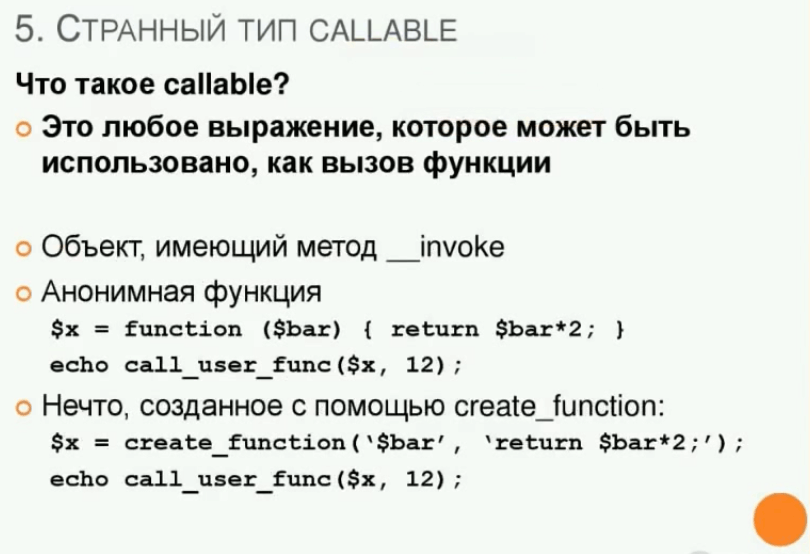 5. Странный тип callable
Что такое callable?
Это любое выражение, которое может быть
использовано, как вызов функции
Объект, имеющий метод __invoke
Анонимная функция
$x = function ($bar) { return $bar*2; }
echo call_user_func($x, 12);
Нечто, созданное с помощью create_function:
$x = create_function(‘$bar’, ‘return $bar*2;’);
echo call_user_func($x, 12);